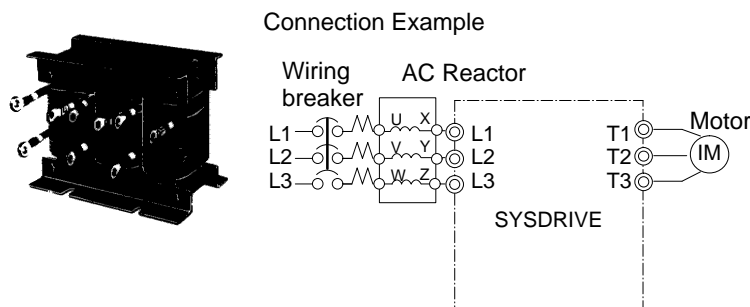 Connection Example
Wiring
breaker
AC Reactor
Motor
L1
U
X
L1
T1
L2
V
Y
L2
T2
IM
L3
W
Z
L3
T3
SYSDRIVE